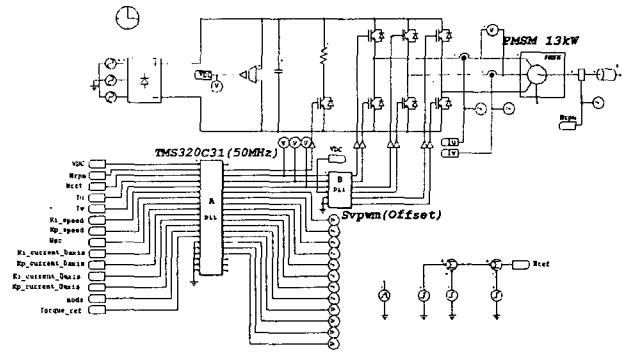 PMSM 13kW
PMSM
VDC
V
V
Nrpm
IU
IV
TMS320C31(50MHz)
VDC
V V V
VDC
Nrpm
Nref
Iu
Iv
Ki_speed
Kp_speed
Wsc
Ki_current_Daxis
Kp_current_Daxis
Ki_current_Qaxis
Kp_current_Qaxis
mode
Torque_ref
A
DLL
B
DLL
Svpwm(Offset)
Nref